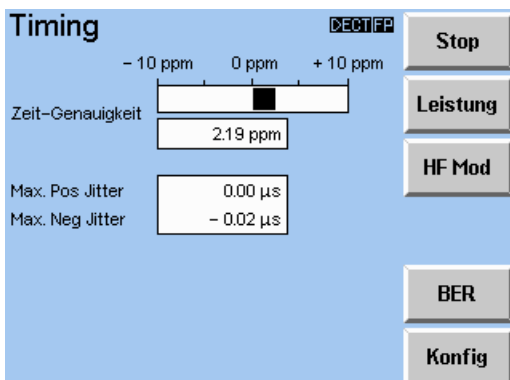 Timing
DECT FP
− 10 ppm 0 ppm + 10 ppm
Zeit−Genauigkeit
2.19 ppm
Max. Pos Jitter 0.00 µs
Max. Neg Jitter − 0.02 µs
Stop
Leistung
HF Mod
BER
Konfig